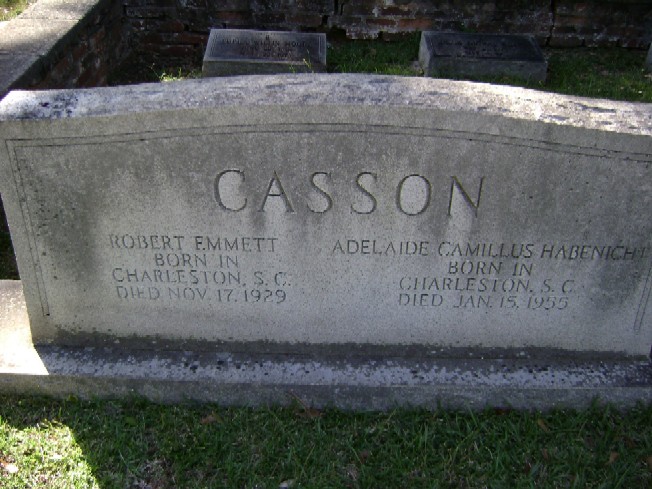 CASSON
ROBERT EMMETT
BORN IN
CHARLESTON, S. C.
DIED NOV. 17, 1929
ADELAIDE CAMILLUS HABENICHT
BORN IN
CHARLESTON, S. C.
DIED JAN. 15, 1955